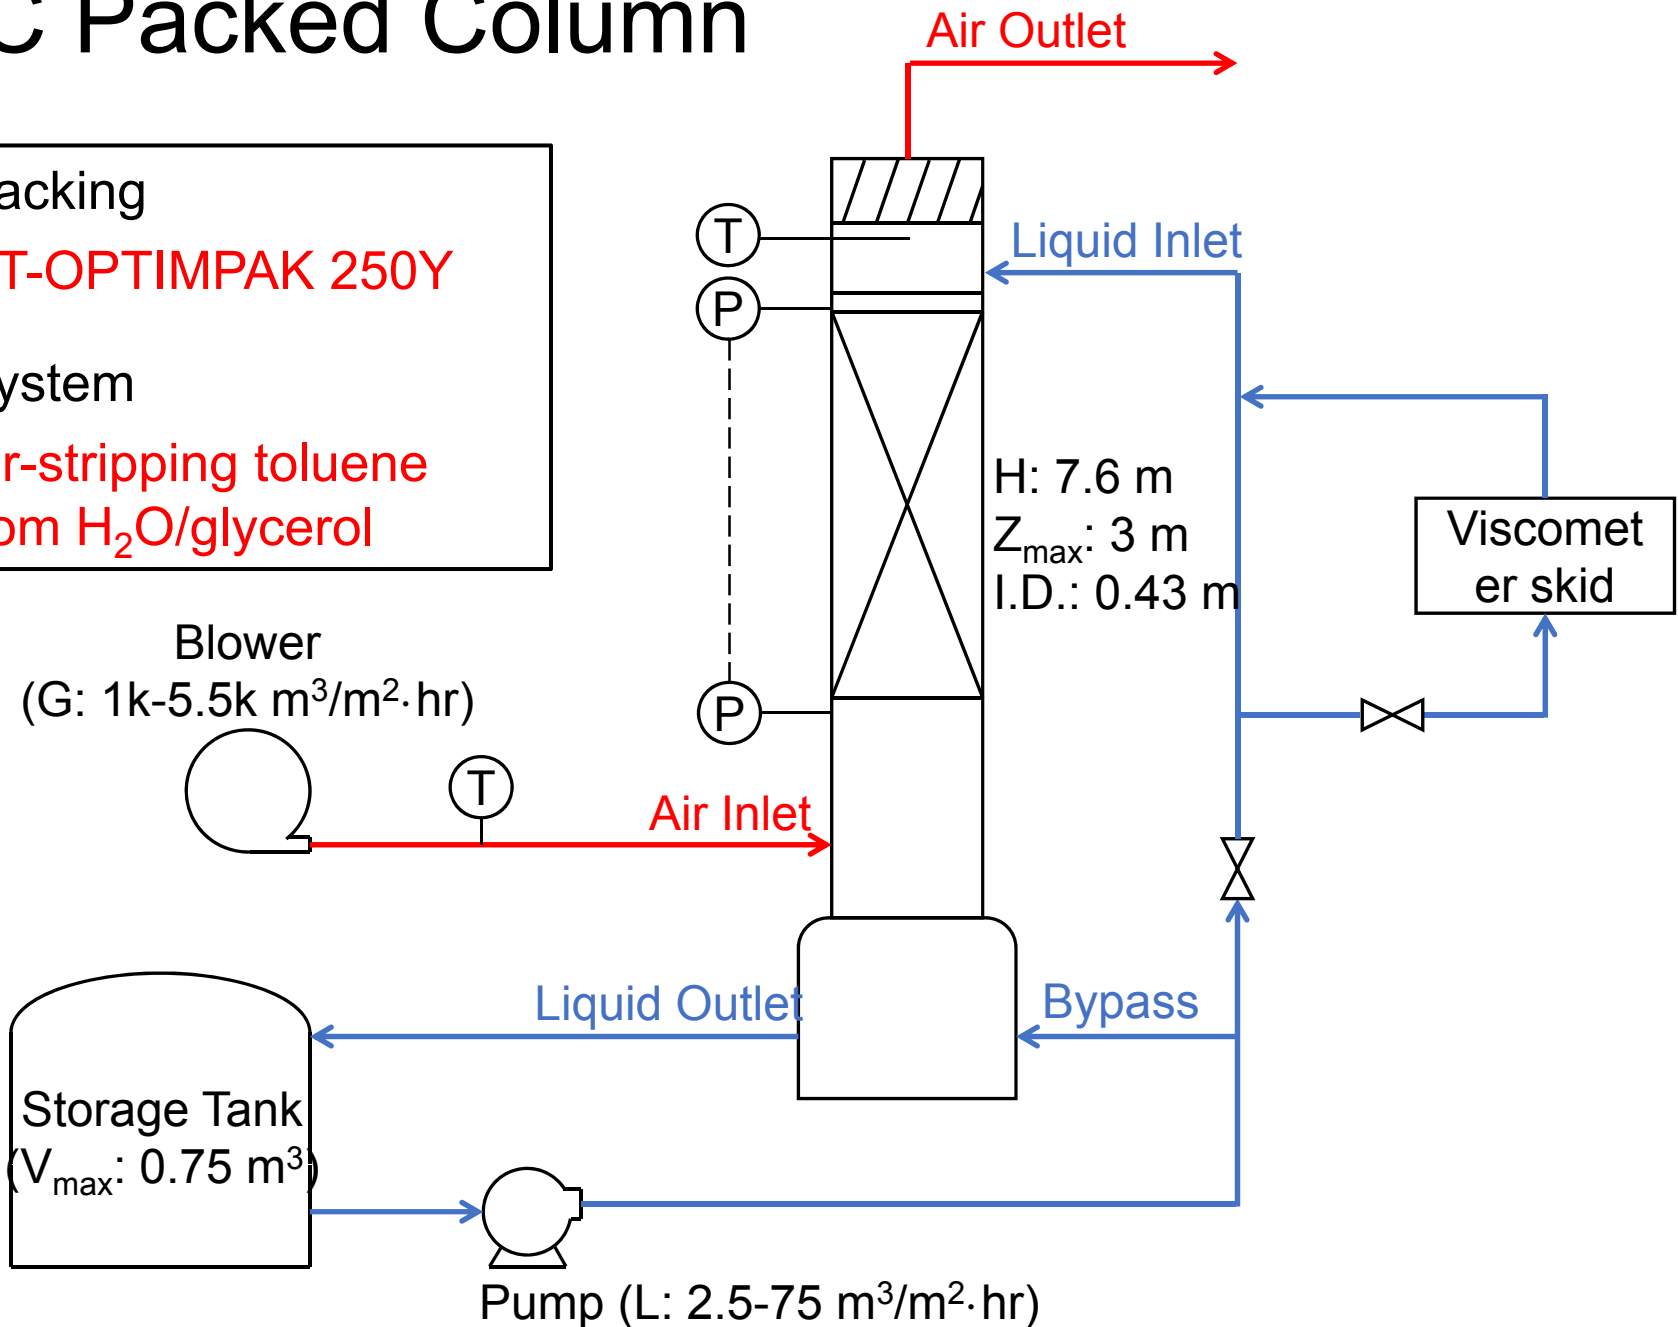 C Packed Column
Air Outlet
acking
T-OPTIMPAK 250Y
ystem
r-stripping toluene
om H₂O/glycerol
T
P
Liquid Inlet
H: 7.6 m
Z_max: 3 m
I.D.: 0.43 m
Viscomet
er skid
Blower
(G: 1k-5.5k m³/m²·hr)
P
T
Air Inlet
Liquid Outlet
Bypass
Storage Tank
(V_max: 0.75 m³)
Pump (L: 2.5-75 m³/m²·hr)